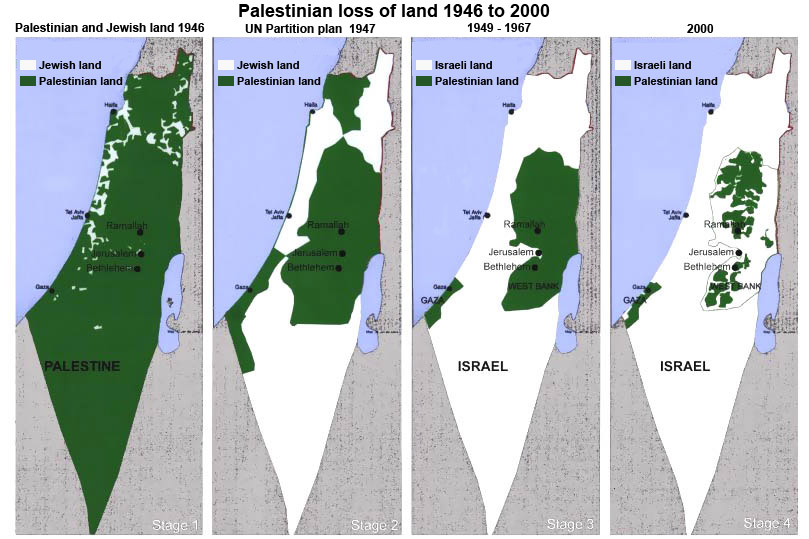 Palestinian loss of land 1946 to 2000
Palestinian and Jewish land 1946
Jewish land
Palestinian land
Haifa
Tel Aviv
Jaffa
Ramallah
Jerusalem
Bethlehem
Gaza
PALESTINE
Stage 1
UN Partition plan 1947
Jewish land
Palestinian land
Haifa
Tel Aviv
Jaffa
Ramallah
Jerusalem
Bethlehem
Gaza
Stage 2
1949 - 1967
Israeli land
Palestinian land
Haifa
Tel Aviv
Jaffa
Ramallah
Jerusalem
Bethlehem
Gaza
WEST BANK
GAZA
ISRAEL
Stage 3
2000
Israeli land
Palestinian land
Haifa
Tel Aviv
Jaffa
Ramallah
Jerusalem
Bethlehem
Gaza
WEST BANK
GAZA
ISRAEL
Stage 4